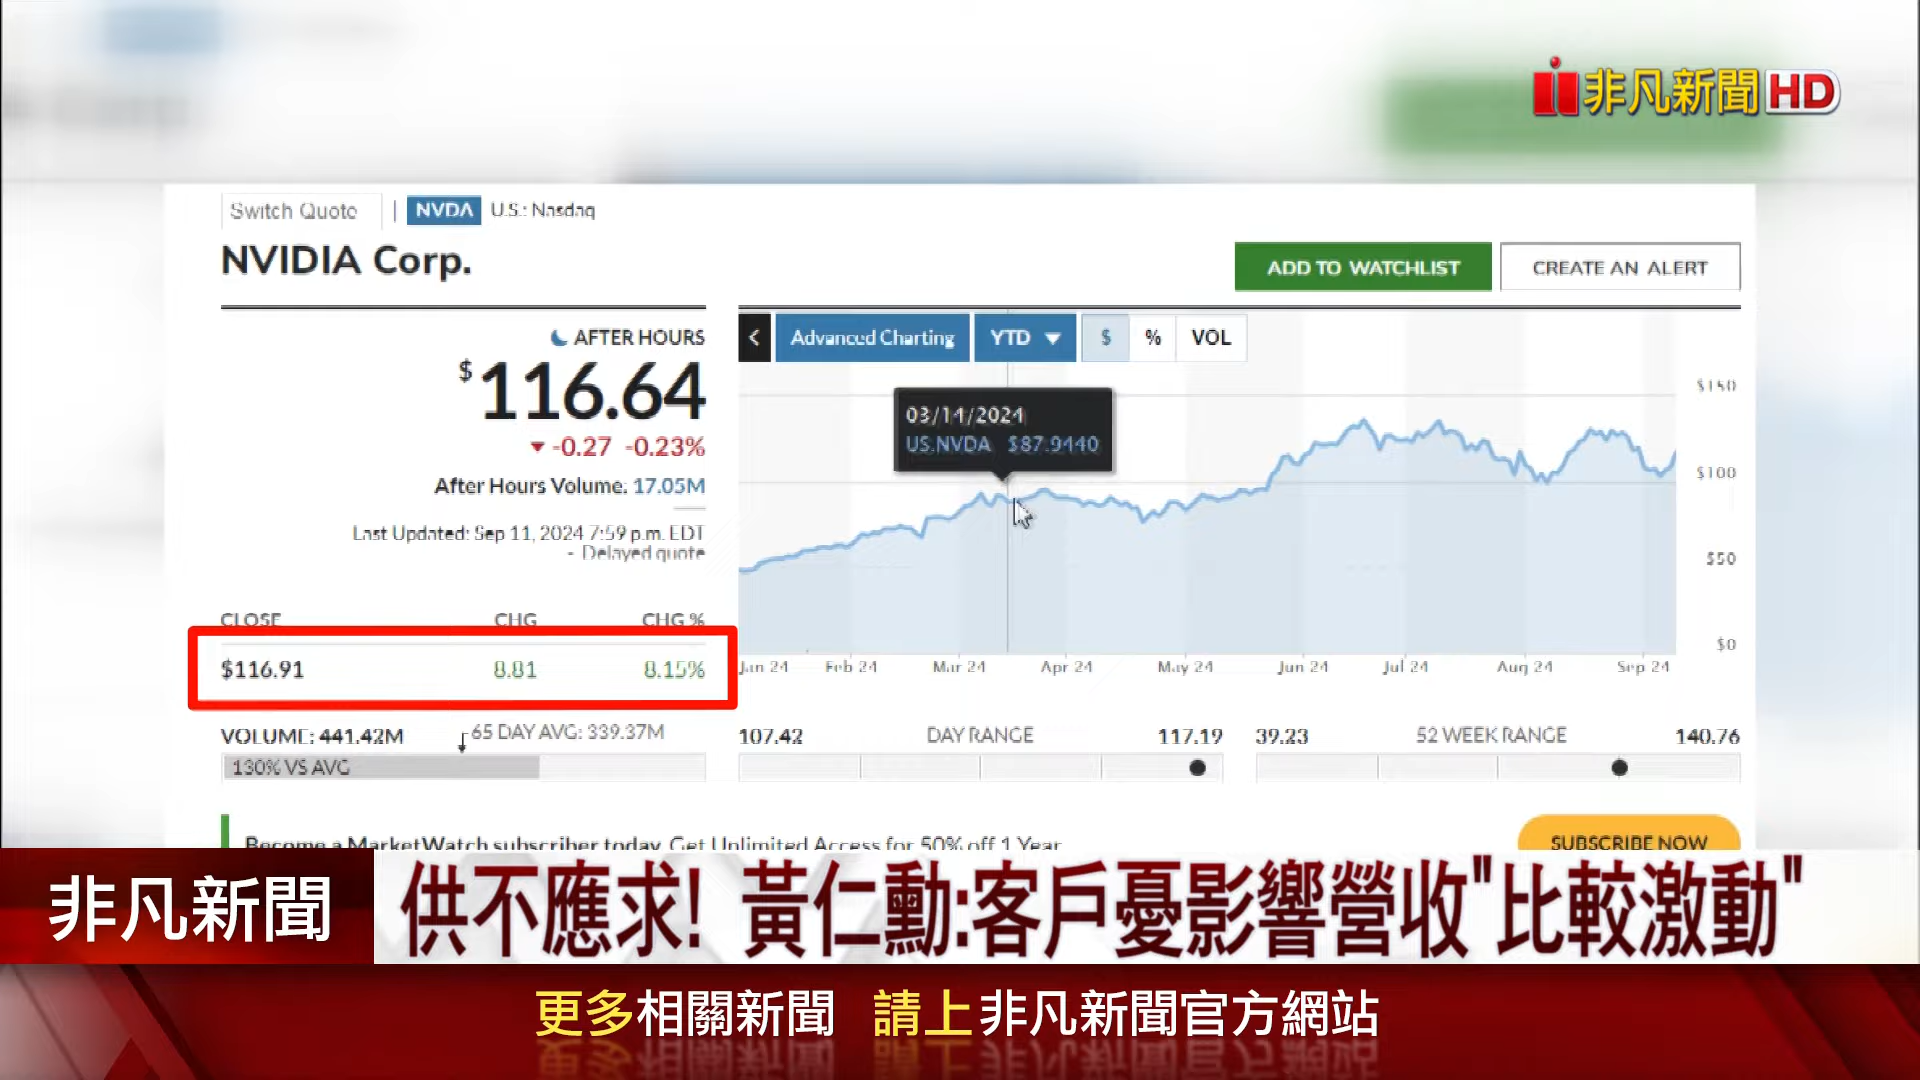 非凡新聞HD
Switch Quote | NVDA U.S.: Nasdaq
NVIDIA Corp.
ADD TO WATCHLIST
CREATE AN ALERT
AFTER HOURS
$116.64
-0.27 -0.23%
After Hours Volume: 17.05M
Last Updated: Sep 11, 2024 7:59 p.m. EDT
- Delayed quote
< Advanced Charting YTD $ % VOL
03/14/2024
US:NVDA $87.9440
$150
$100
$50
$0
Jan 24 Feb 24 Mar 24 Apr 24 May 24 Jun 24 Jul 24 Aug 24 Sep 24
CLOSE CHG CHG %
$116.91 8.81 8.15%
VOLUME: 441.42M 65 DAY AVG: 339.37M
130% VS AVG
107.42 DAY RANGE 117.19
39.23 52 WEEK RANGE 140.76
Become a MarketWatch subscriber today. Get Unlimited Access for 50% off 1 Year
SUBSCRIBE NOW
非凡新聞
供不應求! 黃仁勳:客戶憂影響營收"比較激動"
更多相關新聞 請上非凡新聞官方網站